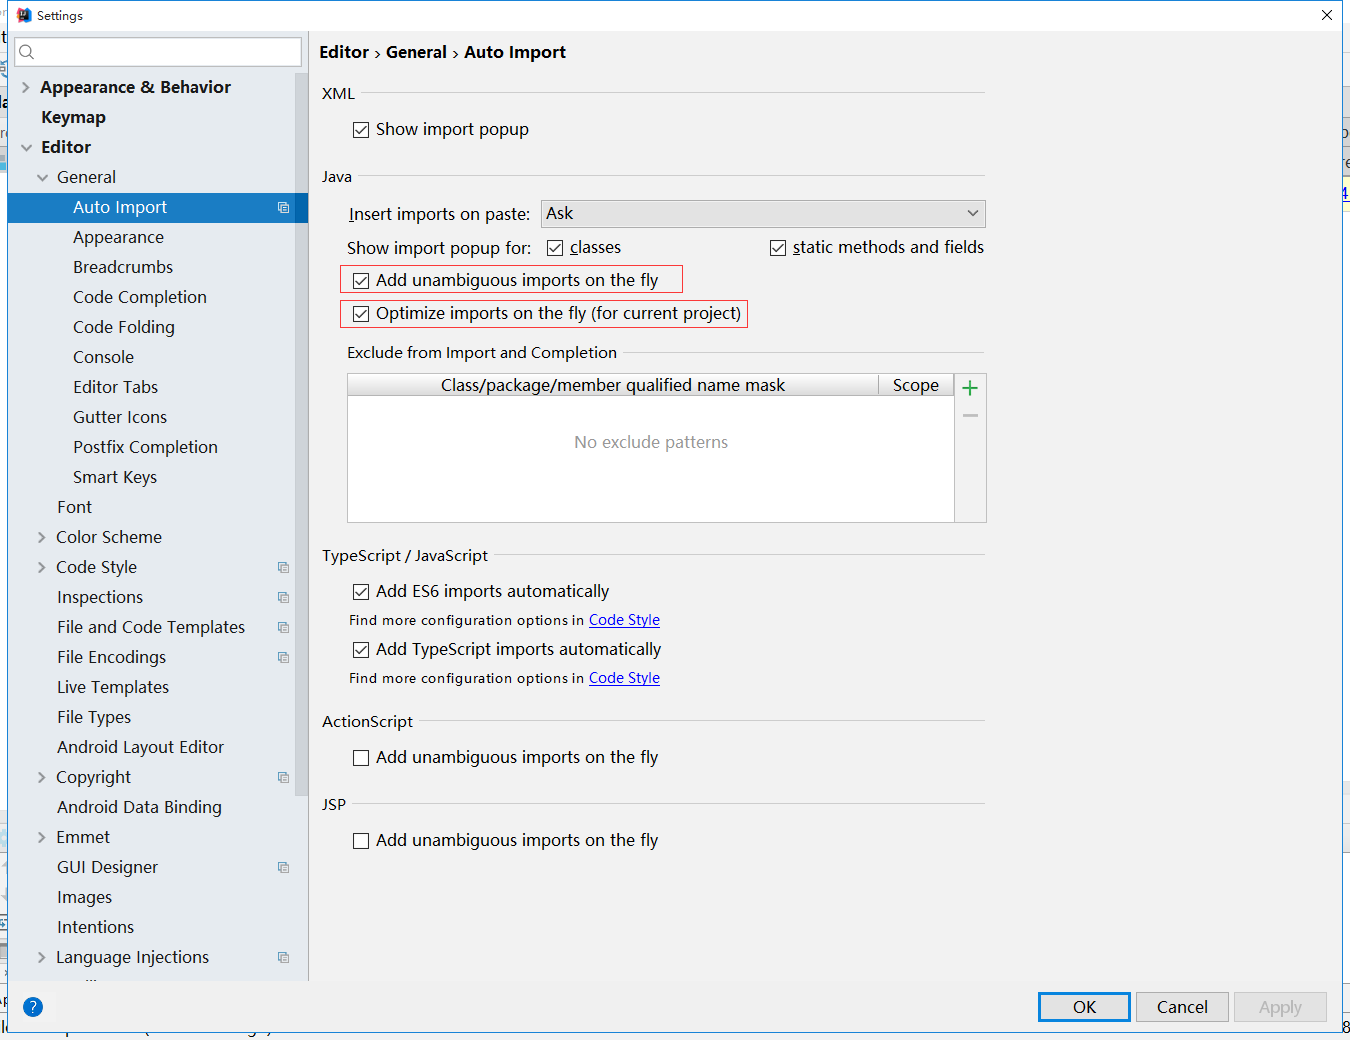 Settings
Appearance & Behavior
Keymap
Editor
General
Auto Import
Appearance
Breadcrumbs
Code Completion
Code Folding
Console
Editor Tabs
Gutter Icons
Postfix Completion
Smart Keys
Font
Color Scheme
Code Style
Inspections
File and Code Templates
File Encodings
Live Templates
File Types
Android Layout Editor
Copyright
Android Data Binding
Emmet
GUI Designer
Images
Intentions
Language Injections
Editor › General › Auto Import
XML
Show import popup
Java
Insert imports on paste: Ask
Show import popup for: classes static methods and fields
Add unambiguous imports on the fly
Optimize imports on the fly (for current project)
Exclude from Import and Completion
Class/package/member qualified name mask Scope
No exclude patterns
TypeScript / JavaScript
Add ES6 imports automatically
Find more configuration options in Code Style
Add TypeScript imports automatically
Find more configuration options in Code Style
ActionScript
Add unambiguous imports on the fly
JSP
Add unambiguous imports on the fly
?
OK Cancel Apply